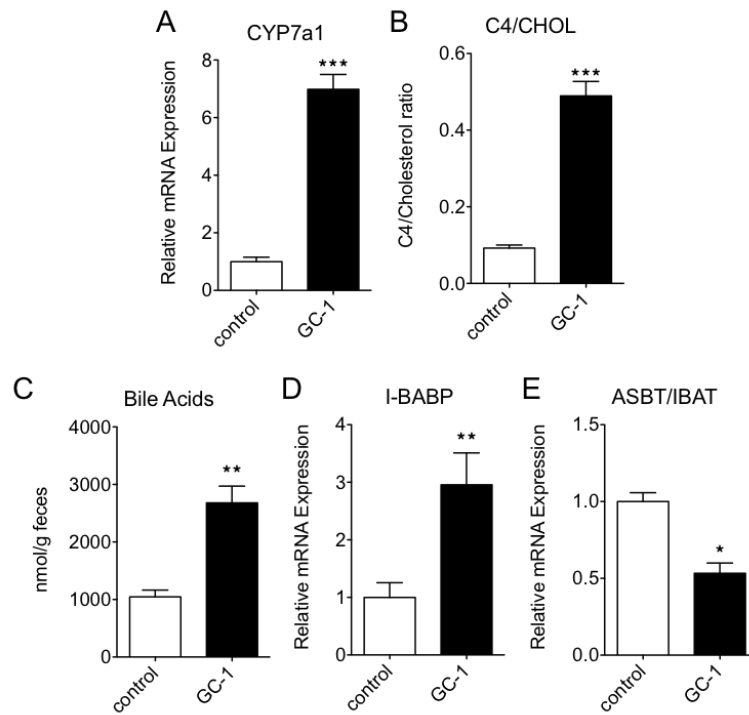 A
CYP7a1
Relative mRNA Expression
8
6
4
2
0
***
control
GC-1
B
C4/CHOL
C4/Cholesterol ratio
0.6
0.4
0.2
0.0
***
control
GC-1
C
Bile Acids
nmol/g feces
4000
3000
2000
1000
0
**
control
GC-1
D
I-BABP
Relative mRNA Expression
4
3
2
1
0
**
control
GC-1
E
ASBT/IBAT
Relative mRNA Expression
1.5
1.0
0.5
0.0
*
control
GC-1